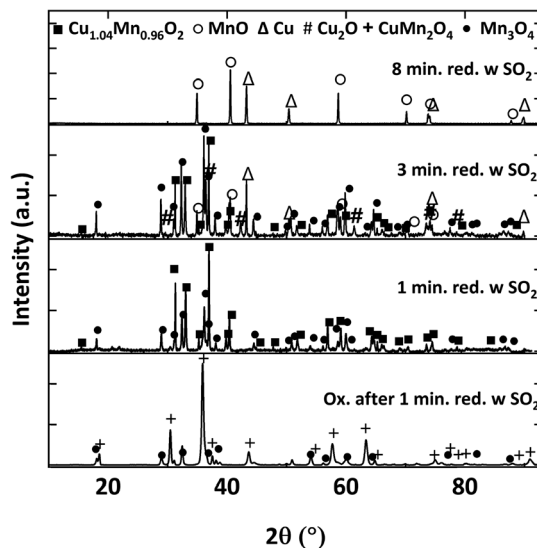 ■ Cu₁.₀₄Mn₀.₉₆O₂ ○ MnO Δ Cu # Cu₂O + CuMn₂O₄ ● Mn₃O₄
8 min. red. w SO₂
3 min. red. w SO₂
1 min. red. w SO₂
Ox. after 1 min. red. w SO₂
Intensity (a.u.)
20 40 60 80
2θ (°)